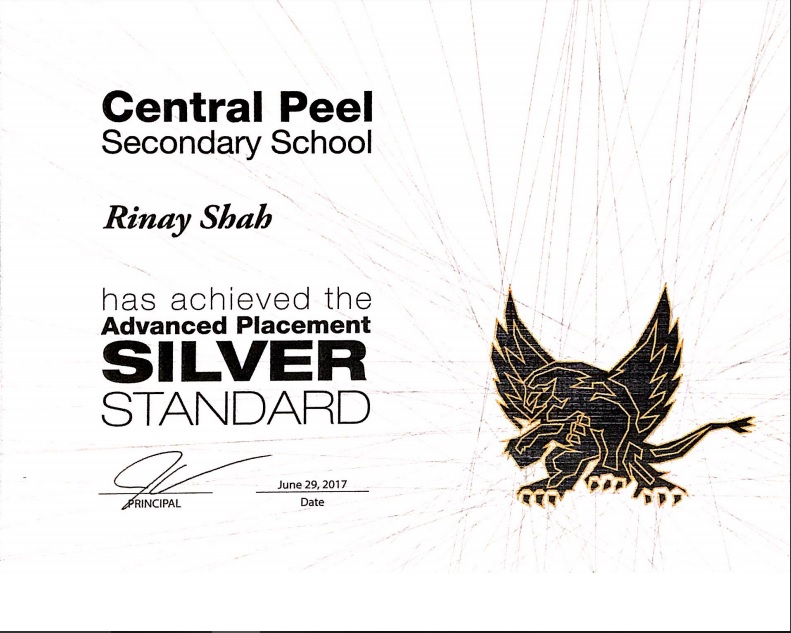 Central Peel
Secondary School
Rinay Shah
has achieved the
Advanced Placement
SILVER
STANDARD
June 29, 2017
PRINCIPAL
Date